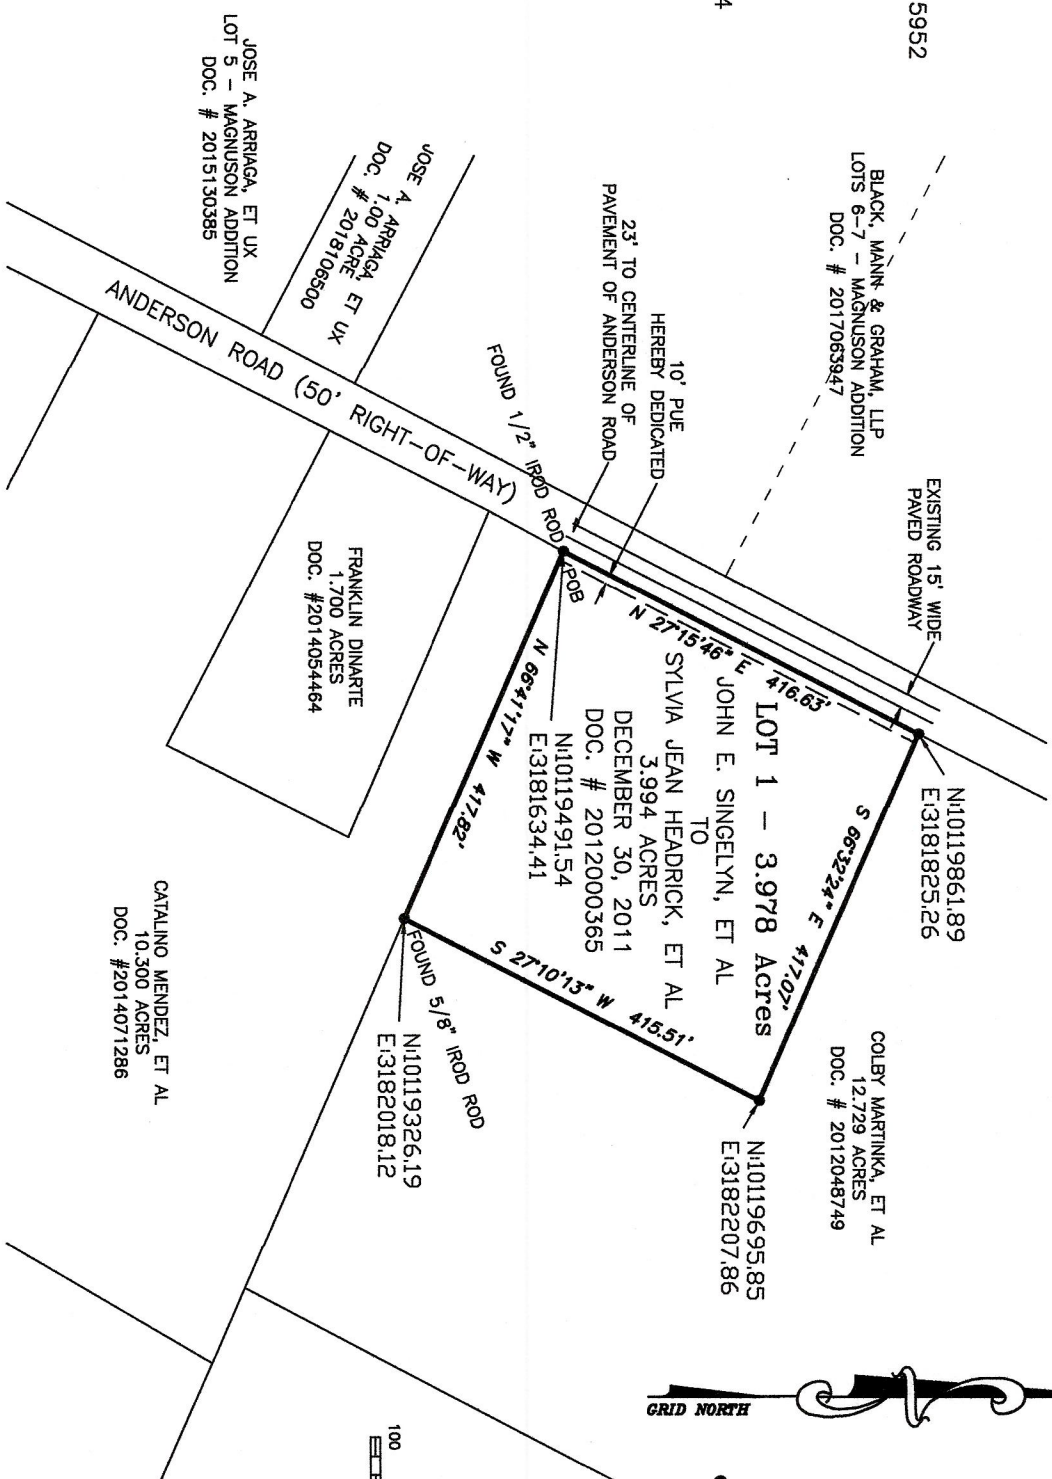 5952
4
JOSE A. ARRIAGA, ET UX
LOT 5 - MAGNUSON ADDITION
DOC. # 2015130385
JOSE A. ARRIAGA, ET UX
1.00 ACRE
DOC. # 2018106500
BLACK, MANN & GRAHAM, LLP
LOTS 6-7 - MAGNUSON ADDITION
DOC. # 2017063947
23' TO CENTERLINE OF
PAVEMENT OF ANDERSON ROAD
10' PUE
HEREBY DEDICATED
EXISTING 15' WIDE
PAVED ROADWAY
ANDERSON ROAD (50' RIGHT-OF-WAY)
FOUND 1/2" IROD ROD
POB
N 27°15'46" E 416.63'
N:10119861.89
E:3181825.26
S 66°32'24" E 417.07'
LOT 1 - 3.978 Acres
JOHN E. SINGELYN, ET AL
TO
SYLVIA JEAN HEADRICK, ET AL
3.994 ACRES
DECEMBER 30, 2011
DOC. # 2012000365
N:10119491.54
E:3181634.41
N 66°41'17" W 417.82'
S 27°10'13" W 415.51'
FOUND 5/8" IROD ROD
N:10119326.19
E:3182018.12
N:10119695.85
E:3182207.86
COLBY MARTINKA, ET AL
12.729 ACRES
DOC. # 2012048749
FRANKLIN DINARTE
1.700 ACRES
DOC. #2014054464
CATALINO MENDEZ, ET AL
10.300 ACRES
DOC. #2014071286
GRID NORTH
100